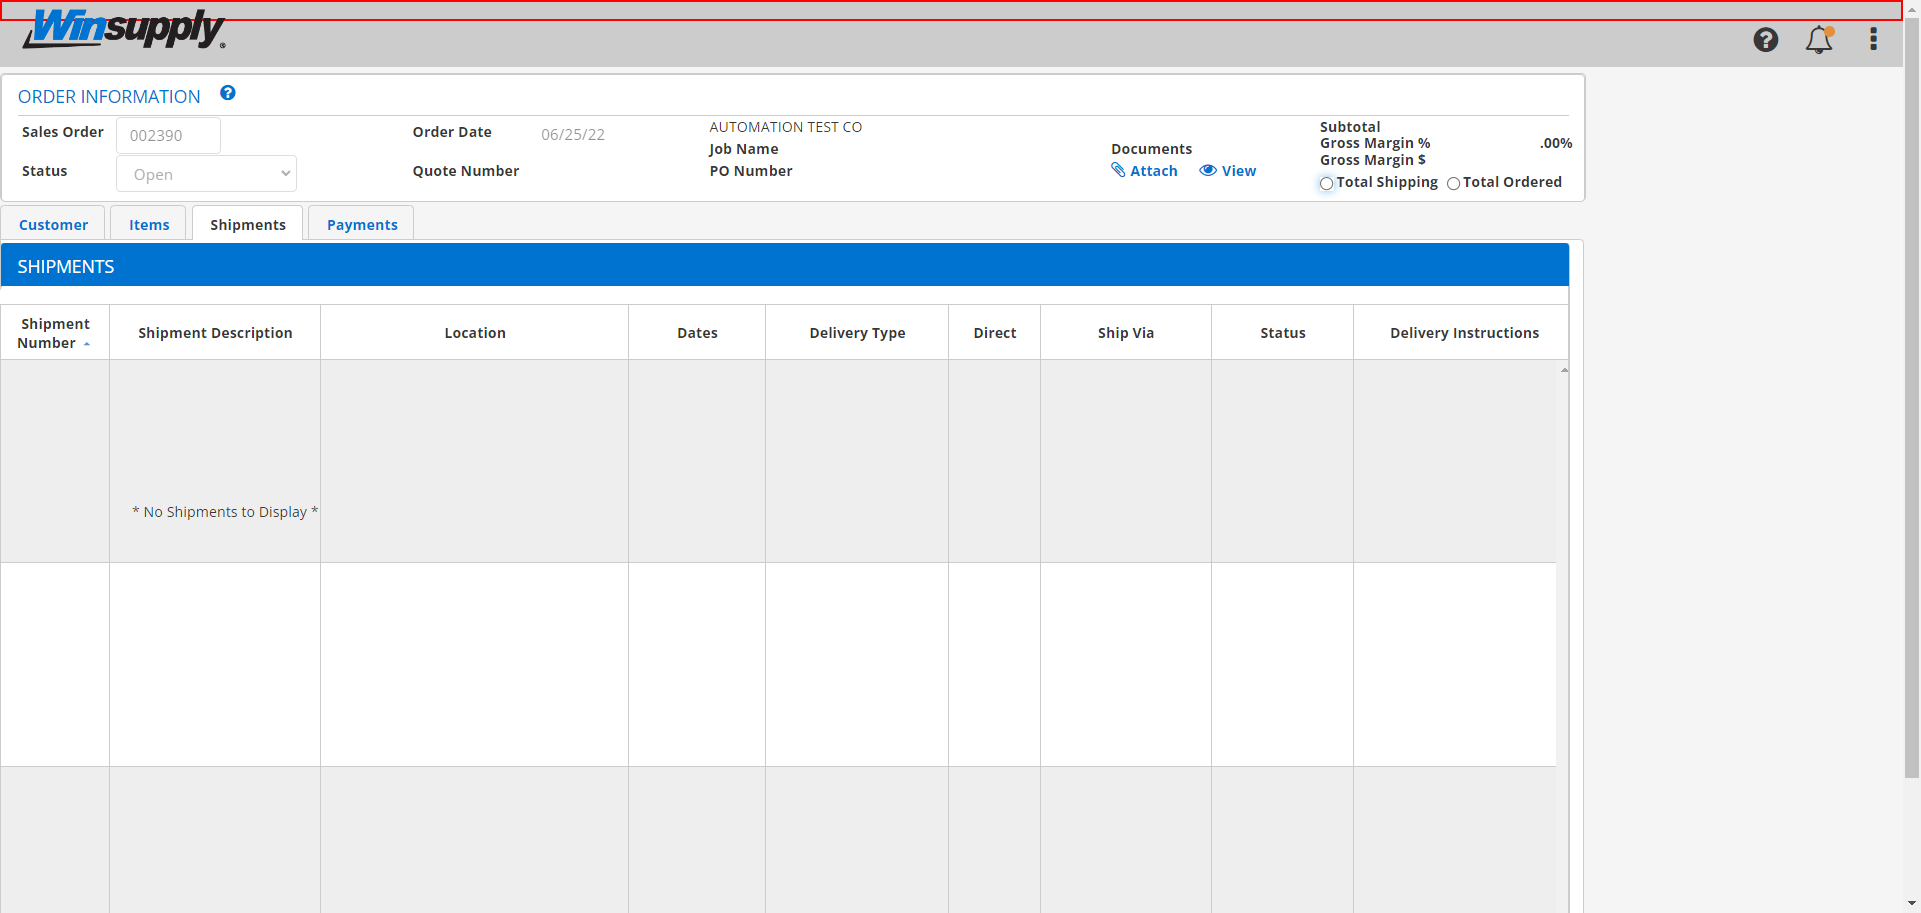 Winsupply®
ORDER INFORMATION
Sales Order 002390 Order Date 06/25/22 AUTOMATION TEST CO Subtotal
Job Name Documents Gross Margin % .00%
Gross Margin $
Status Open Quote Number PO Number Attach View
Total Shipping Total Ordered
Customer Items Shipments Payments
SHIPMENTS
Shipment Number Shipment Description Location Dates Delivery Type Direct Ship Via Status Delivery Instructions
* No Shipments to Display *